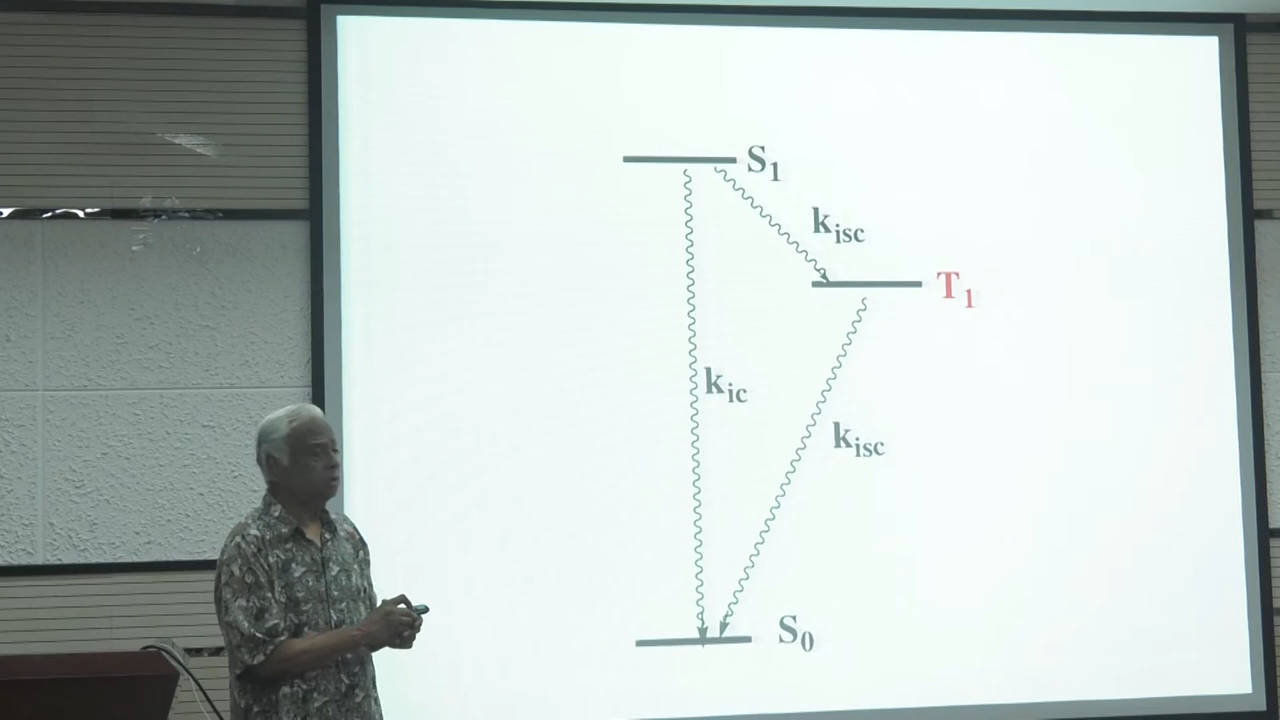 S₁
k_isc
T₁
k_ic
k_isc
S₀